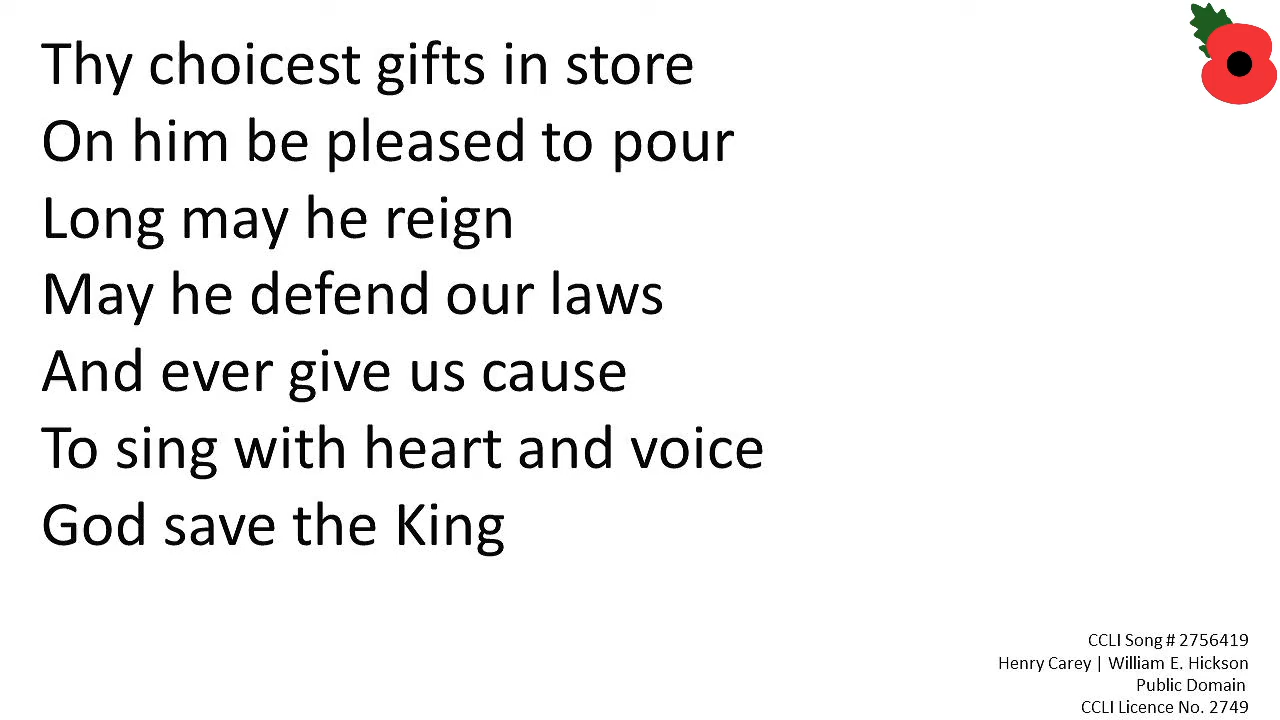 Thy choicest gifts in store
On him be pleased to pour
Long may he reign
May he defend our laws
And ever give us cause
To sing with heart and voice
God save the King
CCLI Song # 2756419
Henry Carey | William E. Hickson
Public Domain
CCLI Licence No. 2749